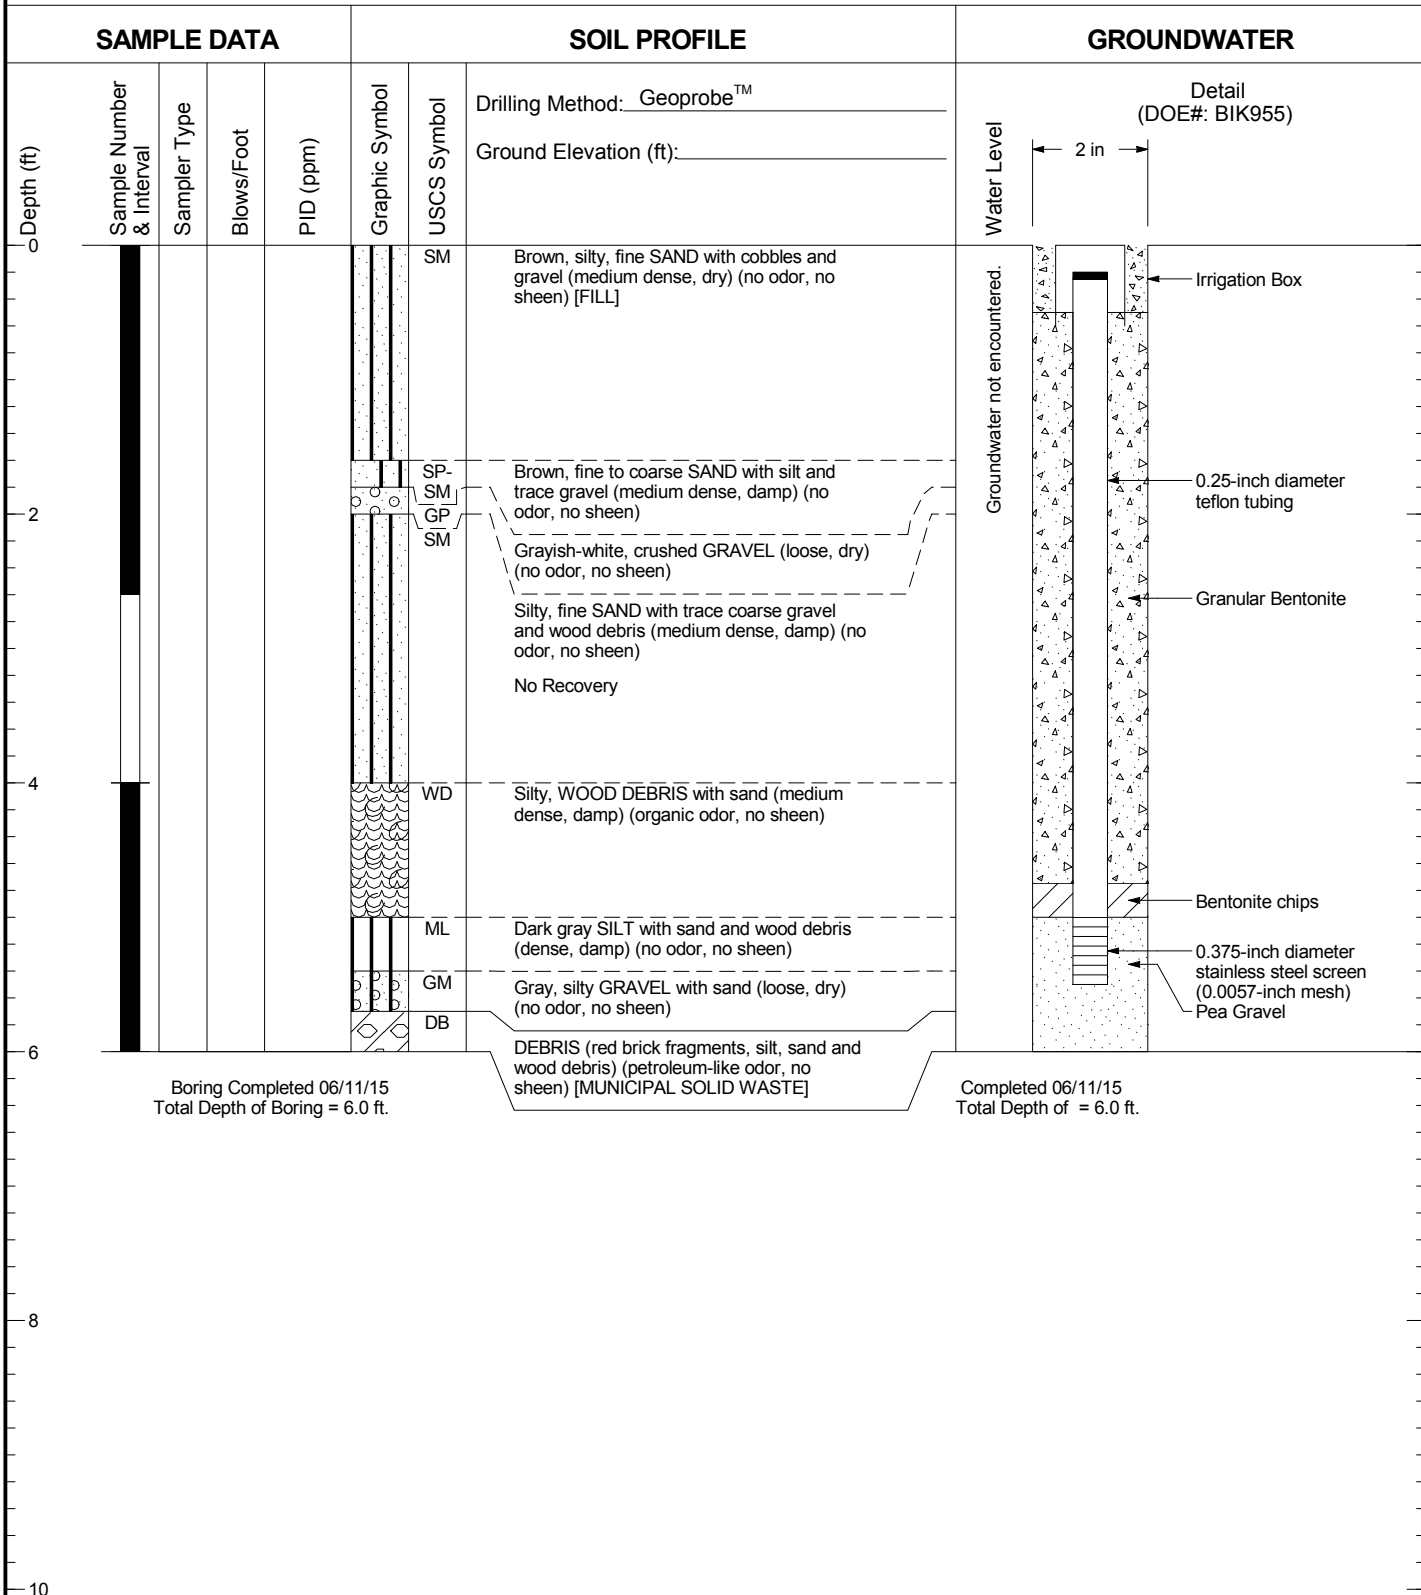 SAMPLE DATA
SOIL PROFILE
GROUNDWATER
Depth (ft)
Sample Number
& Interval
Sampler Type
Blows/Foot
PID (ppm)
Graphic Symbol
USCS Symbol
Drilling Method: Geoprobe™
Ground Elevation (ft):
Water Level
Detail
(DOE#: BIK955)
2 in
0
SM
Brown, silty, fine SAND with cobbles and
gravel (medium dense, dry) (no odor, no
sheen) [FILL]
Groundwater not encountered.
Irrigation Box
SP-
SM
Brown, fine to coarse SAND with silt and
trace gravel (medium dense, damp) (no
odor, no sheen)
0.25-inch diameter
teflon tubing
2
GP
SM
Grayish-white, crushed GRAVEL (loose, dry)
(no odor, no sheen)
Silty, fine SAND with trace coarse gravel
and wood debris (medium dense, damp) (no
odor, no sheen)
Granular Bentonite
No Recovery
4
WD
Silty, WOOD DEBRIS with sand (medium
dense, damp) (organic odor, no sheen)
Bentonite chips
ML
Dark gray SILT with sand and wood debris
(dense, damp) (no odor, no sheen)
0.375-inch diameter
stainless steel screen
(0.0057-inch mesh)
Pea Gravel
GM
Gray, silty GRAVEL with sand (loose, dry)
(no odor, no sheen)
DB
6
DEBRIS (red brick fragments, silt, sand and
wood debris) (petroleum-like odor, no
sheen) [MUNICIPAL SOLID WASTE]
Boring Completed 06/11/15
Total Depth of Boring = 6.0 ft.
Completed 06/11/15
Total Depth of = 6.0 ft.
8
10